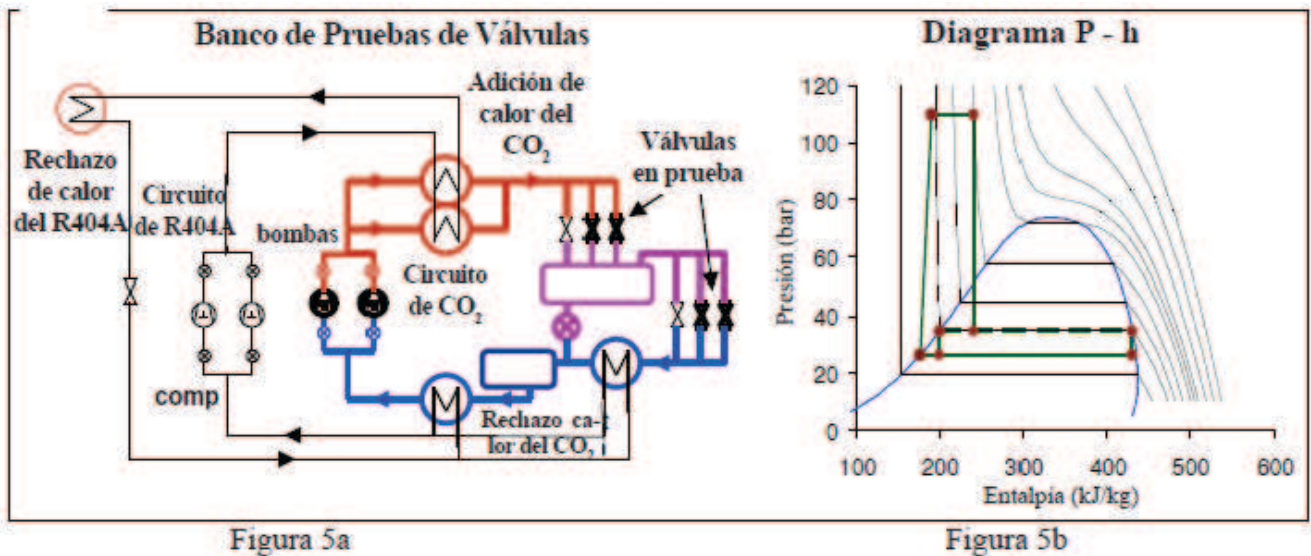 Banco de Pruebas de Válvulas
Adición de
calor del
CO2
Válvulas
en prueba
Rechazo
de calor
del R404A
Circuito
de R404A
bombas
Circuito
de CO2
comp
Rechazo ca-
lor del CO2
Figura 5a
Diagrama P - h
Presión (bar)
120
100
80
60
40
20
0
100
200
300
400
500
600
Entalpía (kJ/kg)
Figura 5b